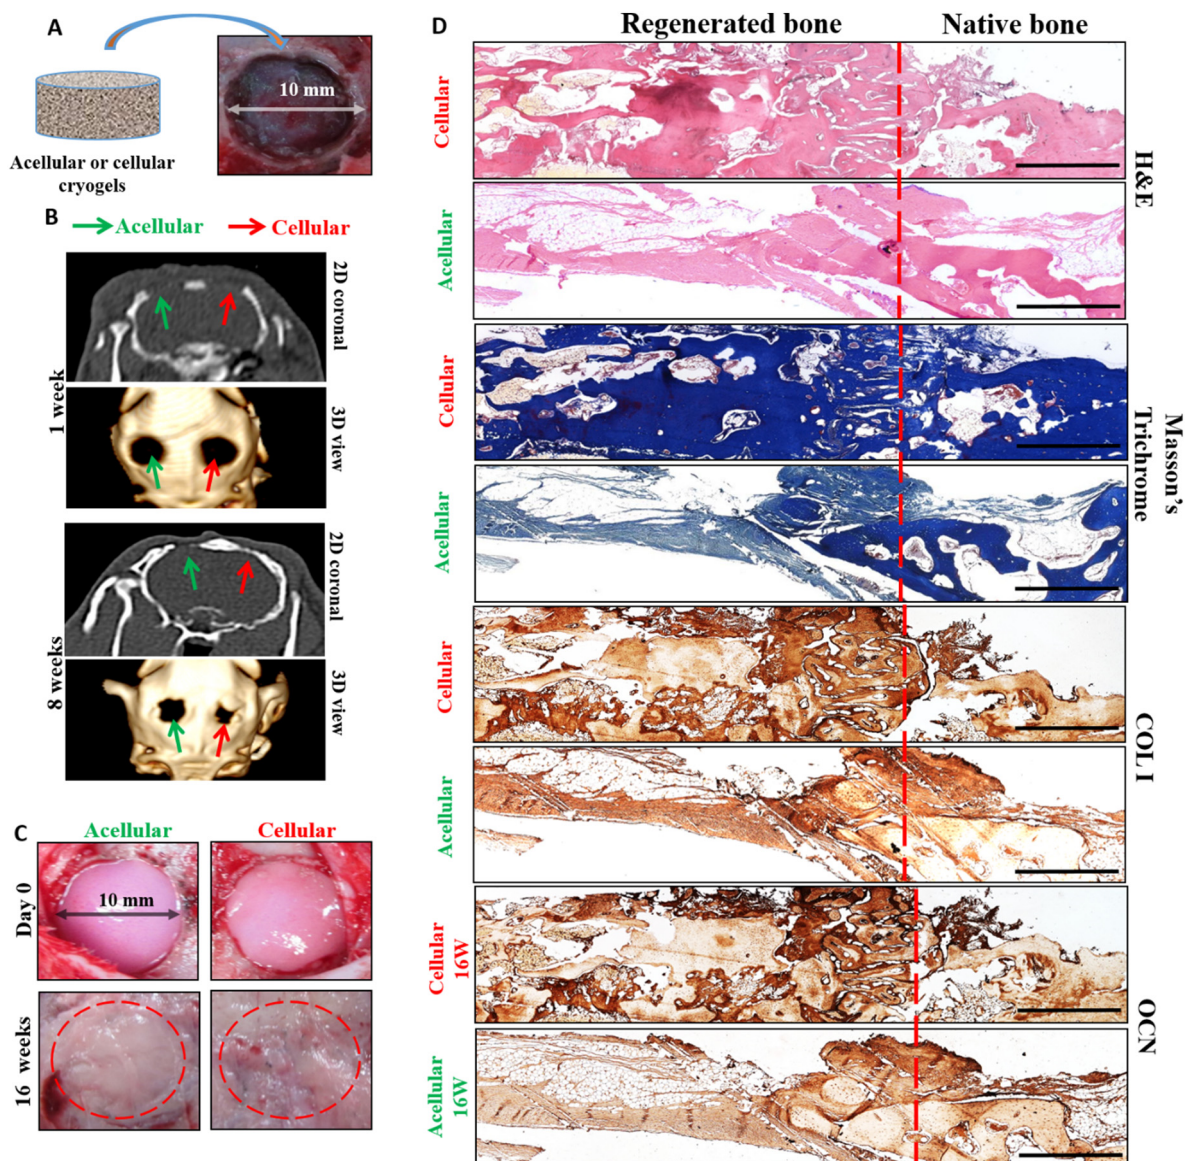 A
10 mm
Acellular or cellular
cryogels
B
Acellular
Cellular
1 week
2D coronal
3D view
8 weeks
2D coronal
3D view
C
Acellular
Cellular
Day 0
10 mm
16 weeks
D
Regenerated bone
Native bone
Cellular
Acellular
H&E
Cellular
Acellular
Masson's
Trichrome
Cellular
Acellular
COL I
Cellular
16W
Acellular
16W
OCN